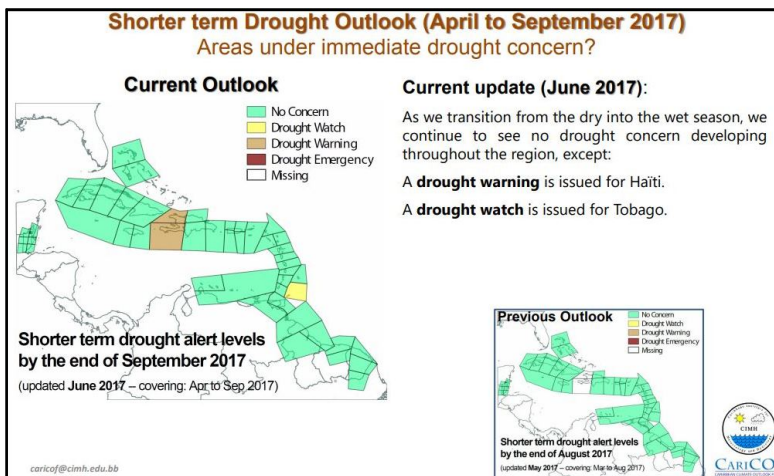 Shorter term Drought Outlook (April to September 2017)
Areas under immediate drought concern?
Current Outlook
No Concern
Drought Watch
Drought Warning
Drought Emergency
Missing
Shorter term drought alert levels
by the end of September 2017
(updated June 2017 – covering: Apr to Sep 2017)
Current update (June 2017):
As we transition from the dry into the wet season, we
continue to see no drought concern developing
throughout the region, except:
A drought warning is issued for Haïti.
A drought watch is issued for Tobago.
Previous Outlook
No Concern
Drought Watch
Drought Warning
Drought Emergency
Missing
Shorter term drought alert levels
by the end of August 2017
(updated May 2017 – covering: Mar to Aug 2017)
CIMH
CARICO
caricof@cimh.edu.bb